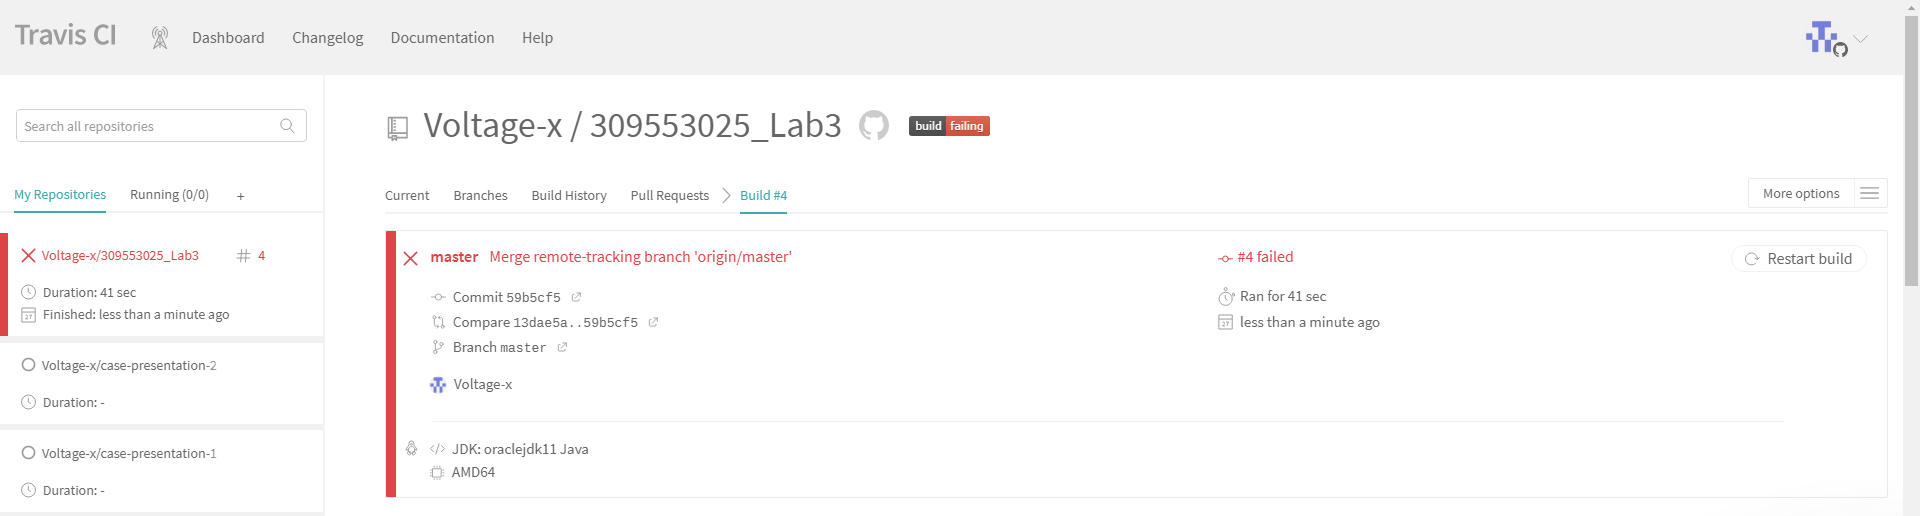 Travis CI Dashboard Changelog Documentation Help
Search all repositories
My Repositories Running (0/0) +
Voltage-x/309553025_Lab3 # 4
Duration: 41 sec
27 Finished: less than a minute ago
Voltage-x/case-presentation-2
Duration: -
Voltage-x/case-presentation-1
Duration: -
Voltage-x / 309553025_Lab3 build failing
Current Branches Build History Pull Requests Build #4 More options
master Merge remote-tracking branch 'origin/master'
Commit 59b5cf5
Compare 13dae5a..59b5cf5
Branch master
Voltage-x
#4 failed
Ran for 41 sec
27 less than a minute ago
Restart build
</> JDK: oraclejdk11 Java
AMD64